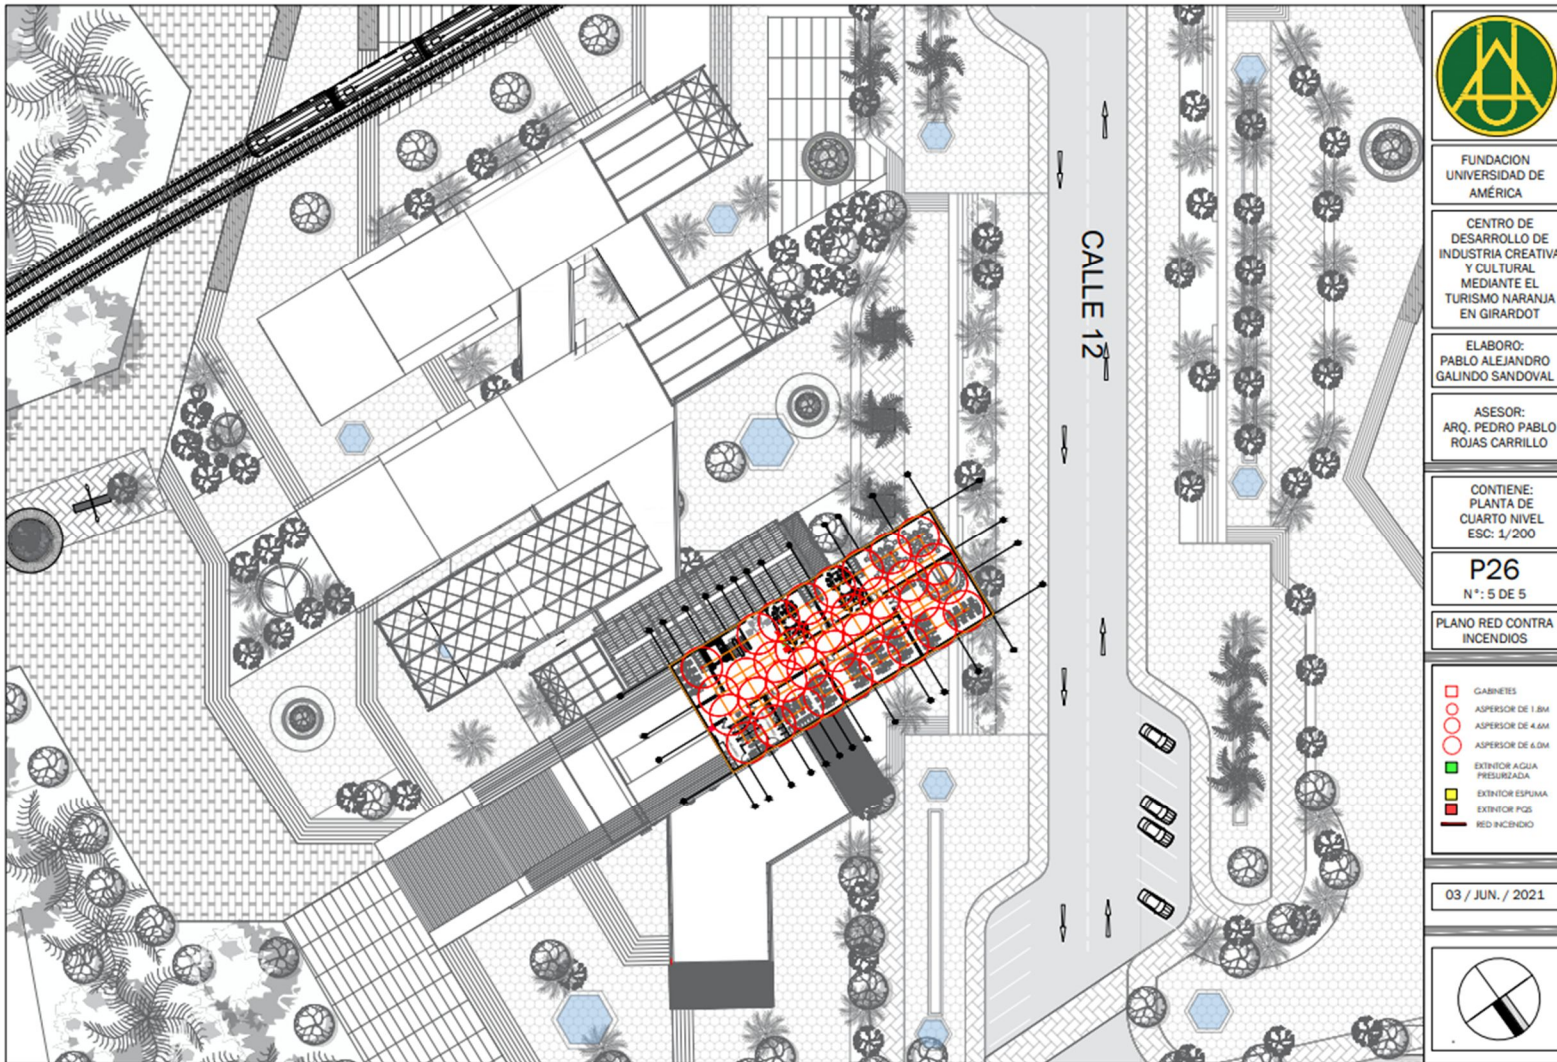 CALLE 12
FUNDACION
UNIVERSIDAD DE
AMÉRICA
CENTRO DE
DESARROLLO DE
INDUSTRIA CREATIVA
Y CULTURAL
MEDIANTE EL
TURISMO NARANJA
EN GIRARDOT
ELABORO:
PABLO ALEJANDRO
GALINDO SANDOVAL
ASESOR:
ARQ. PEDRO PABLO
ROJAS CARRILLO
CONTIENE:
PLANTA DE
CUARTO NIVEL
ESC: 1/200
P26
N°: 5 DE 5
PLANO RED CONTRA
INCENDIOS
GABINETES
ASPERSOR DE 1.8M
ASPERSOR DE 4.6M
ASPERSOR DE 6.0M
EXTINTOR AGUA
PRESURIZADA
EXTINTOR ESPUMA
EXTINTOR PQS
RED INCENDIO
03 / JUN. / 2021